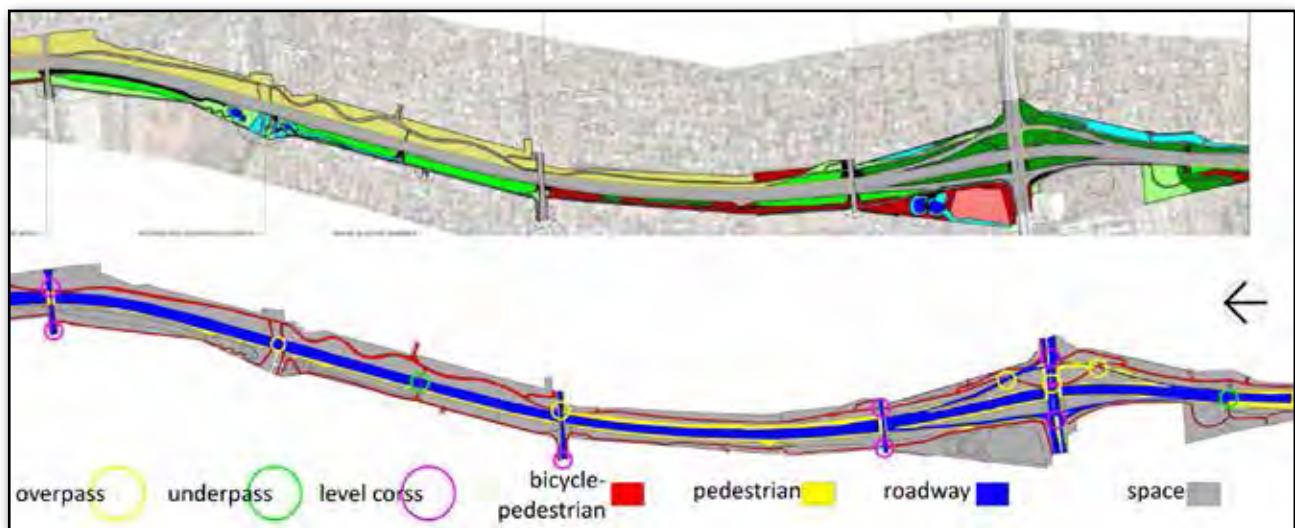 overpass
underpass
level corss
bicycle-
pedestrian
pedestrian
roadway
space